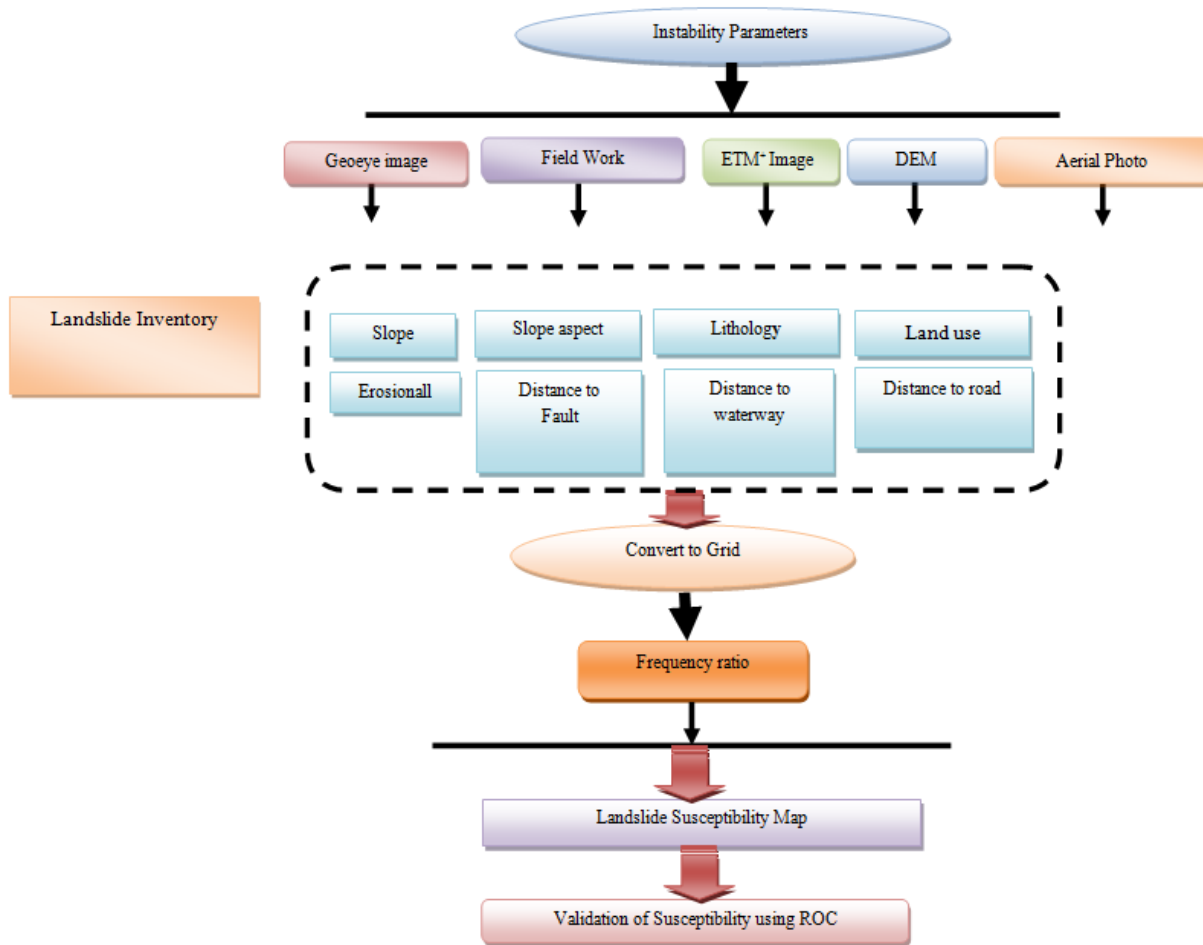 Instability Parameters
Geoeye image
Field Work
ETM⁺ Image
DEM
Aerial Photo
Landslide Inventory
Slope
Slope aspect
Lithology
Land use
Erosionall
Distance to
Fault
Distance to
waterway
Distance to road
Convert to Grid
Frequency ratio
Landslide Susceptibility Map
Validation of Susceptibility using ROC